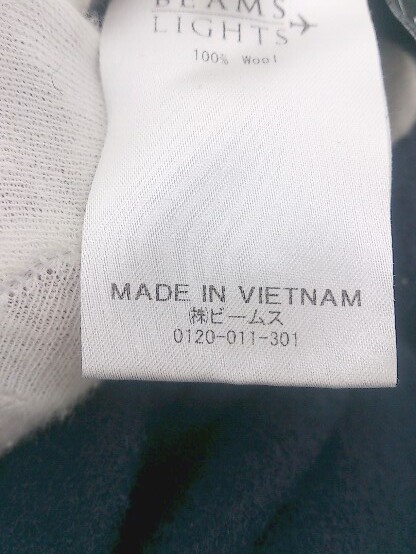 BEAMS
LIGHTS
100% Wool
MADE IN VIETNAM
㈱ビームス
0120-011-301